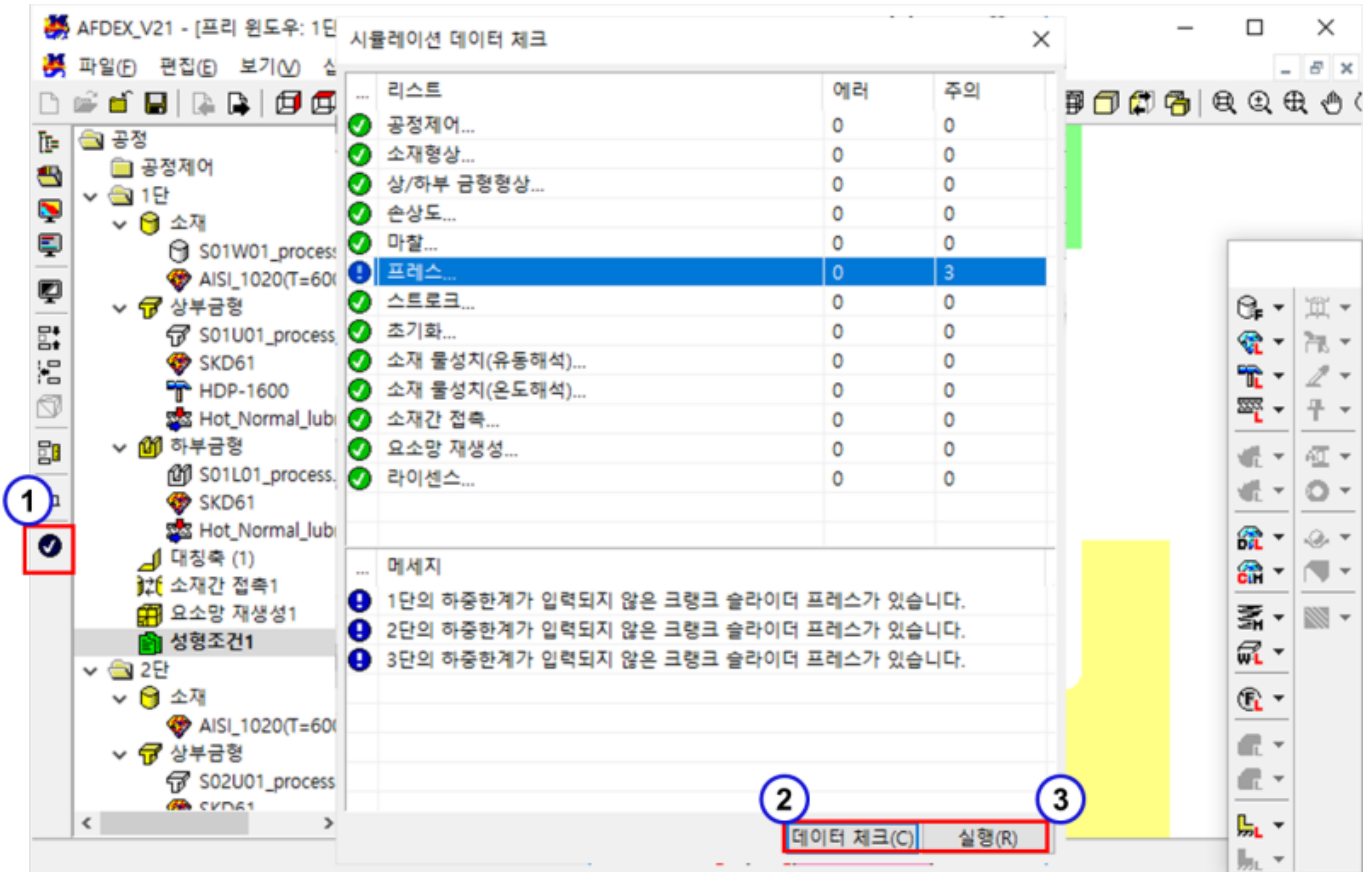 AFDEX_V21 - [프리 윈도우: 1단
파일(F) 편집(E) 보기(V)
공정
공정제어
1단
소재
S01W01_process
AISI_1020(T=600
상부금형
S01U01_process
SKD61
HDP-1600
Hot_Normal_lubr
하부금형
S01L01_process.
SKD61
Hot_Normal_lubr
대칭축 (1)
소재간 접촉1
요소망 재생성1
성형조건1
2단
소재
AISI_1020(T=600
상부금형
S02U01_process
SKD61
시뮬레이션 데이터 체크
... 리스트 에러 주의
공정제어... 0 0
소재형상... 0 0
상/하부 금형형상... 0 0
손상도... 0 0
마찰... 0 0
프레스... 0 3
스트로크... 0 0
초기화... 0 0
소재 물성치(유동해석)... 0 0
소재 물성치(온도해석)... 0 0
소재간 접촉... 0 0
요소망 재생성... 0 0
라이센스... 0 0
... 메세지
1단의 하중한계가 입력되지 않은 크랭크 슬라이더 프레스가 있습니다.
2단의 하중한계가 입력되지 않은 크랭크 슬라이더 프레스가 있습니다.
3단의 하중한계가 입력되지 않은 크랭크 슬라이더 프레스가 있습니다.
데이터 체크(C) 실행(R)
1
2
3